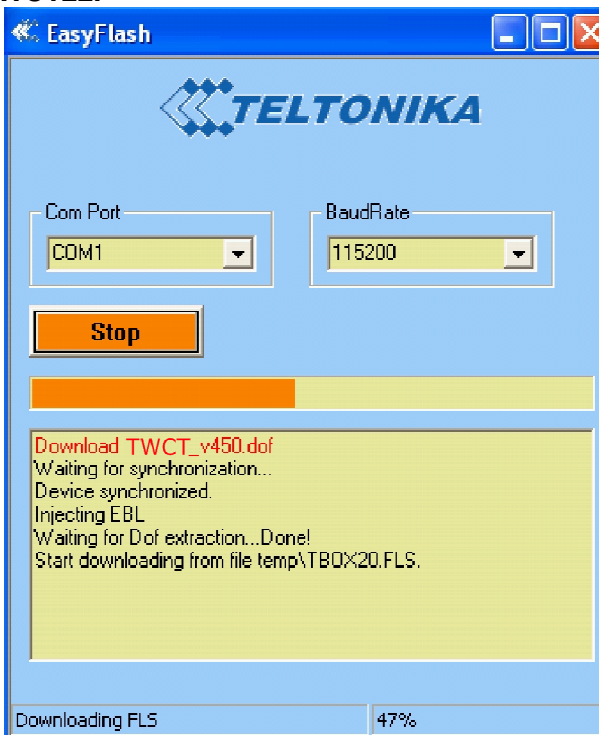 EasyFlash
TELTONIKA
Com Port
BaudRate
COM1
115200
Stop
Download TWCT_v450.dof
Waiting for synchronization...
Device synchronized.
Injecting EBL
Waiting for Dof extraction...Done!
Start downloading from file temp\TBOX20.FLS.
Downloading FLS
47%